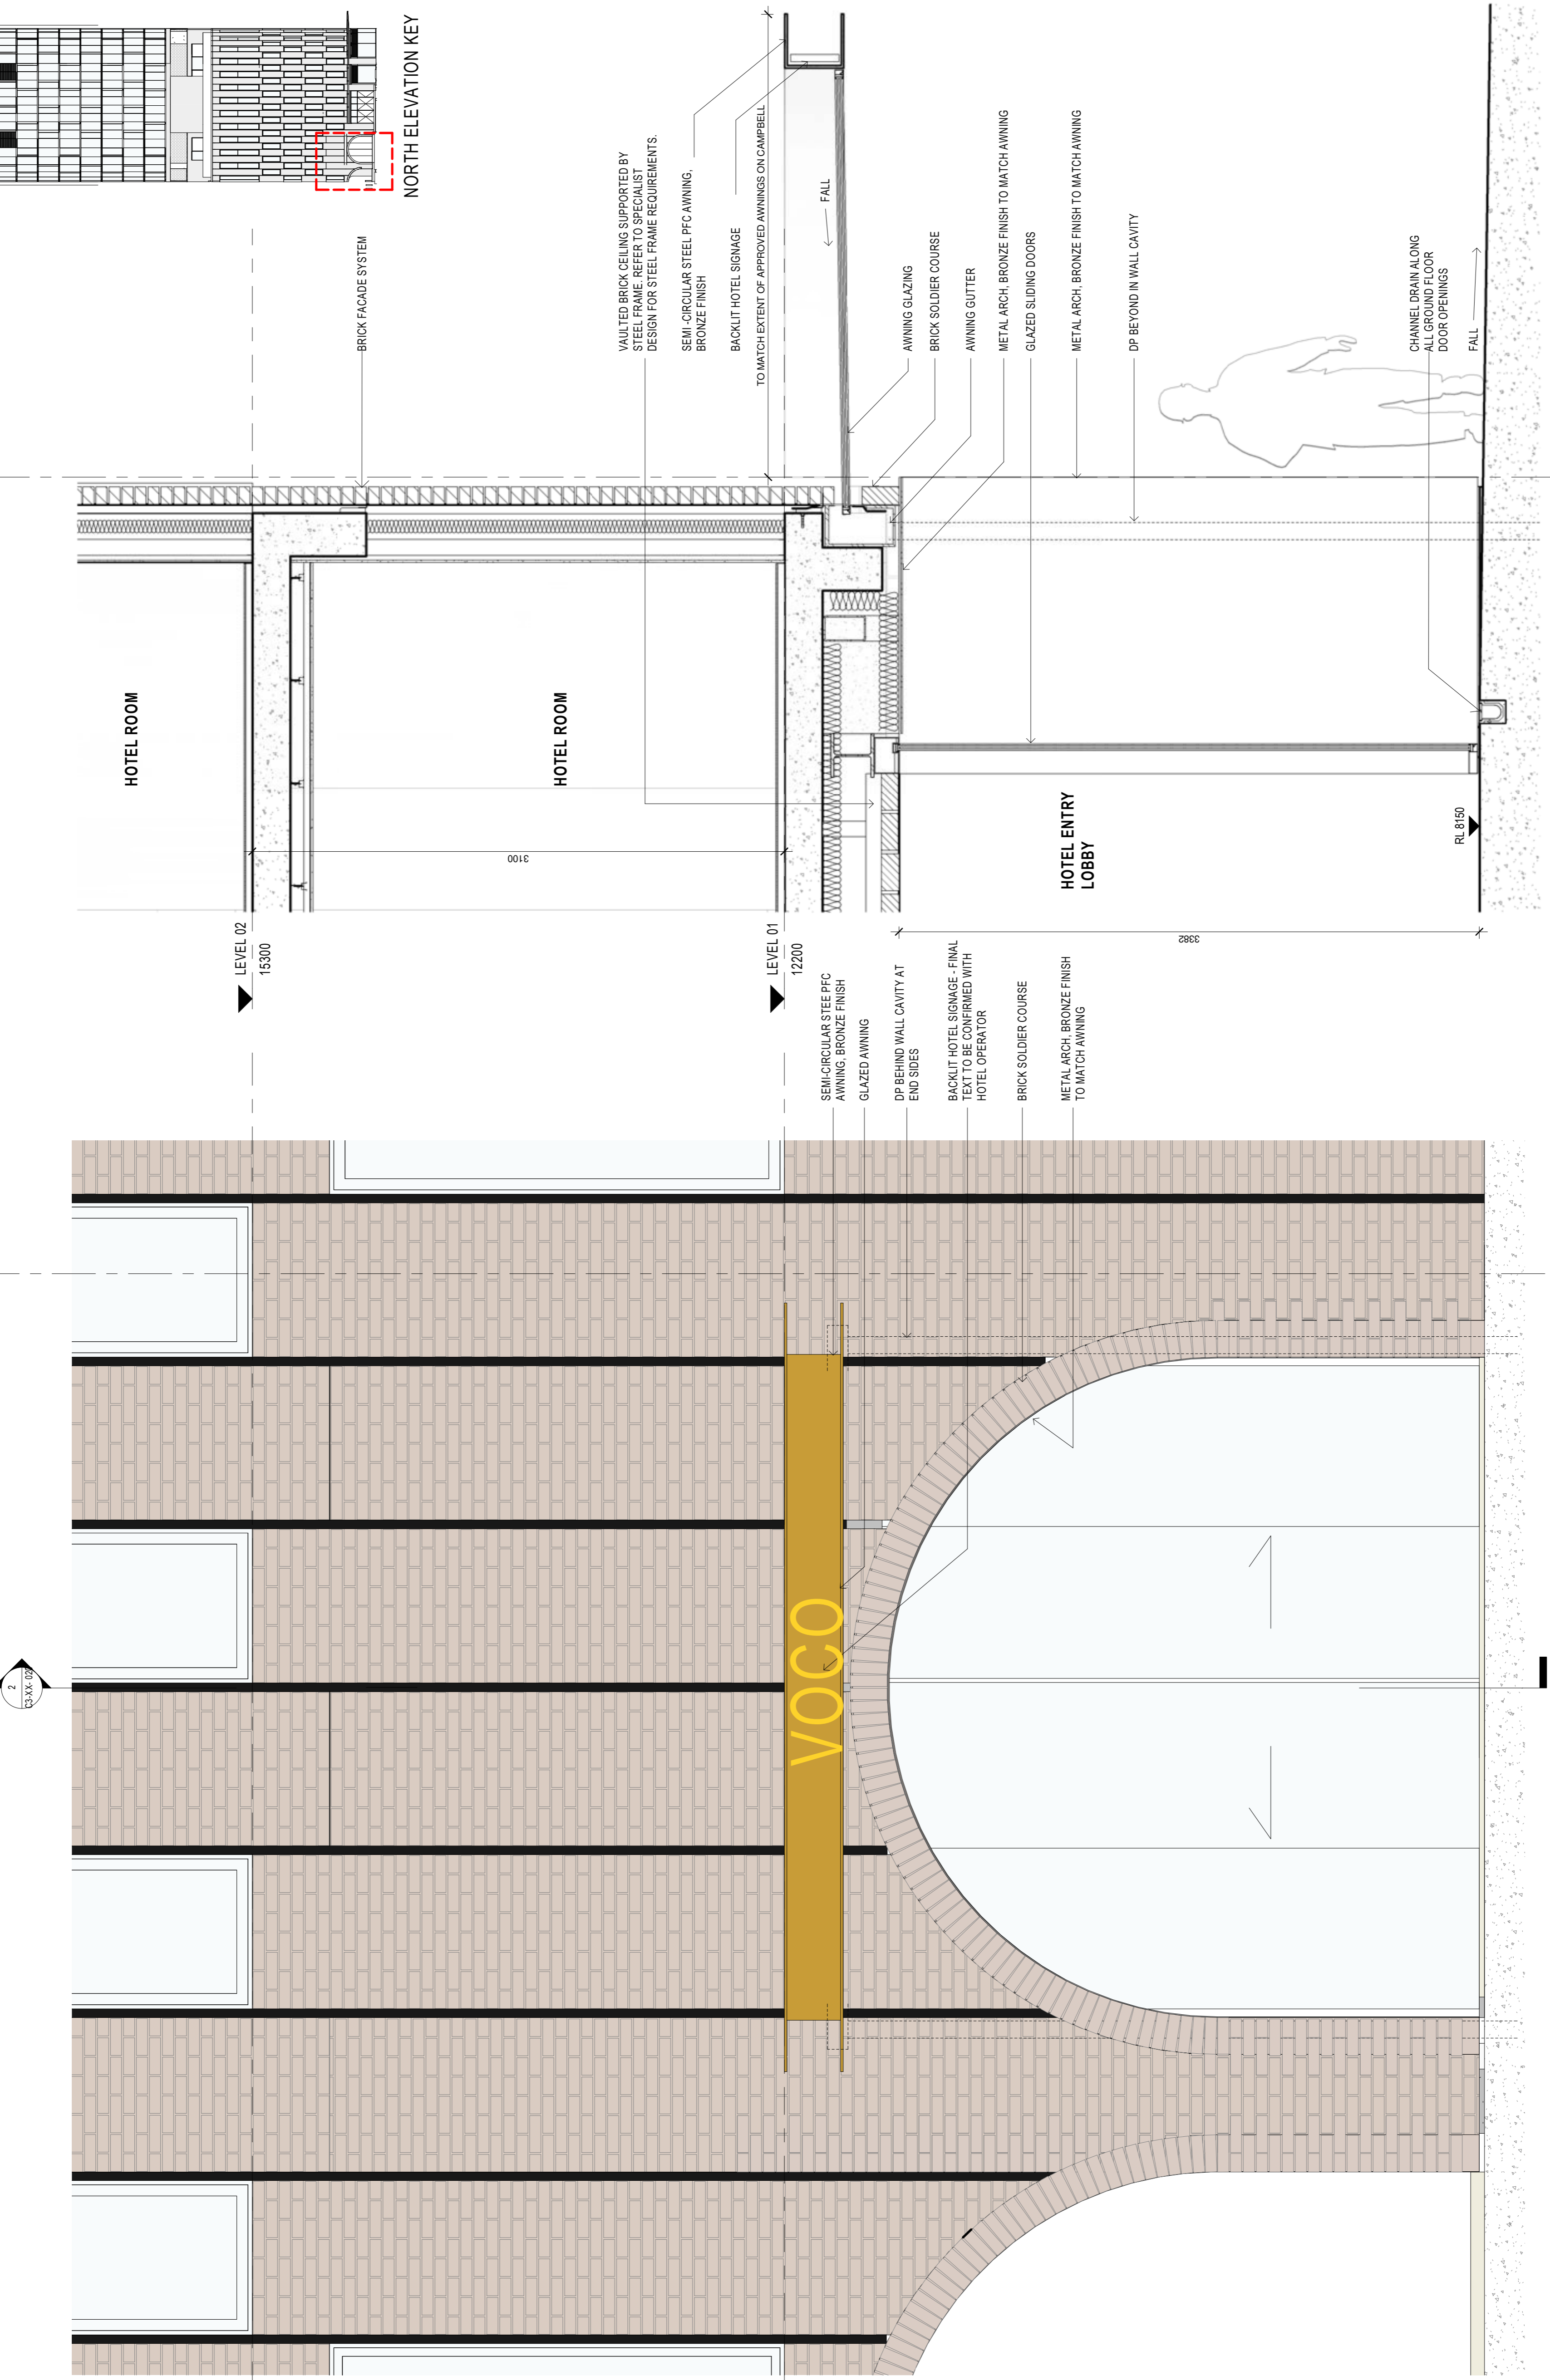 NORTH ELEVATION KEY
BRICK FACADE SYSTEM
VAULTED BRICK CEILING SUPPORTED BY
STEEL FRAME. REFER TO SPECIALIST
DESIGN FOR STEEL FRAME REQUIREMENTS.
SEMI -CIRCULAR STEEL PFC AWNING,
BRONZE FINISH
BACKLIT HOTEL SIGNAGE
TO MATCH EXTENT OF APPROVED AWNINGS ON CAMPBELL
FALL
AWNING GLAZING
BRICK SOLDIER COURSE
AWNING GUTTER
METAL ARCH, BRONZE FINISH TO MATCH AWNING
GLAZED SLIDING DOORS
METAL ARCH, BRONZE FINISH TO MATCH AWNING
DP BEYOND IN WALL CAVITY
CHANNEL DRAIN ALONG
ALL GROUND FLOOR
DOOR OPENINGS
FALL
HOTEL ROOM
HOTEL ROOM
HOTEL ENTRY
LOBBY
RL 8150
3100
3382
LEVEL 02
15300
LEVEL 01
12200
SEMI-CIRCULAR STEE PFC
AWNING, BRONZE FINISH
GLAZED AWNING
DP BEHIND WALL CAVITY AT
END SIDES
BACKLIT HOTEL SIGNAGE - FINAL
TEXT TO BE CONFIRMED WITH
HOTEL OPERATOR
BRICK SOLDIER COURSE
METAL ARCH, BRONZE FINISH
TO MATCH AWNING
VOCO
2